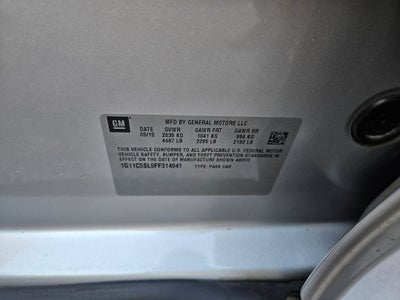 GM
MFD BY GENERAL MOTORS LLC
DATE GVWR GAWR FRT GAWR RR
05/15 2035 KG 1041 KG 994 KG
4487 LB 2295 LB 2192 LB
THIS VEHICLE CONFORMS TO ALL APPLICABLE U.S. FEDERAL MOTOR
VEHICLE SAFETY, BUMPER, AND THEFT PREVENTION STANDARDS IN
EFFECT ON THE DATE OF MANUFACTURE SHOWN ABOVE.
1G11C5SL9FF314041 TYPE: PASS CAR